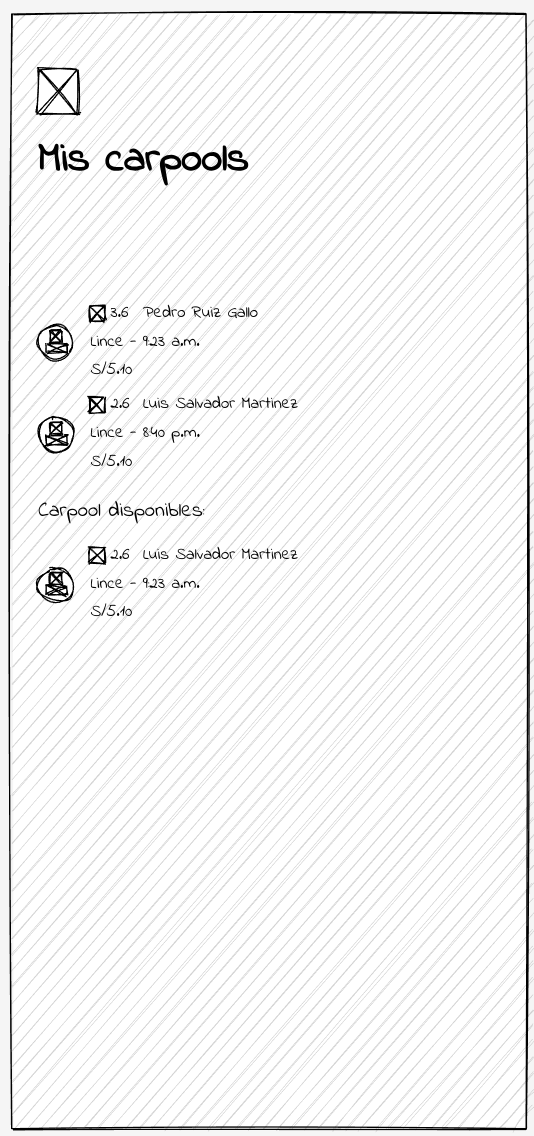 Mis carpools
3.6 Pedro Ruiz Gallo
Lince - 9:23 a.m.
S/5.10
2.6 Luis Salvador Martinez
Lince - 8:40 p.m.
S/5.10
Carpool disponibles:
2.6 Luis Salvador Martinez
Lince - 9:23 a.m.
S/5.10